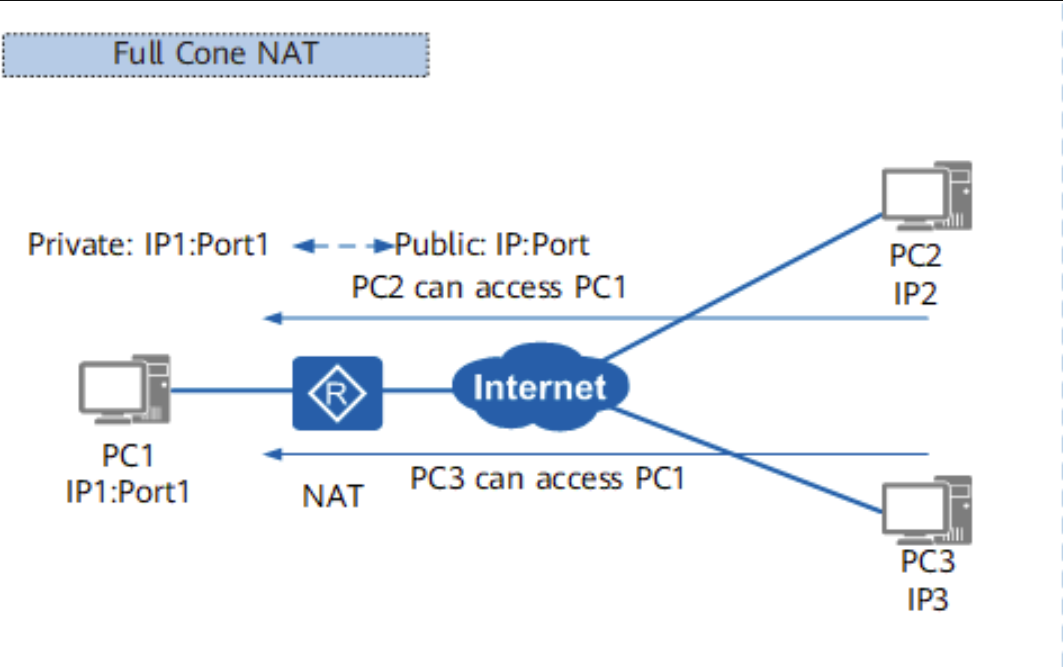 Full Cone NAT
Private: IP1:Port1
Public: IP:Port
PC2 can access PC1
PC2
IP2
Internet
R
PC1
IP1:Port1
NAT
PC3 can access PC1
PC3
IP3